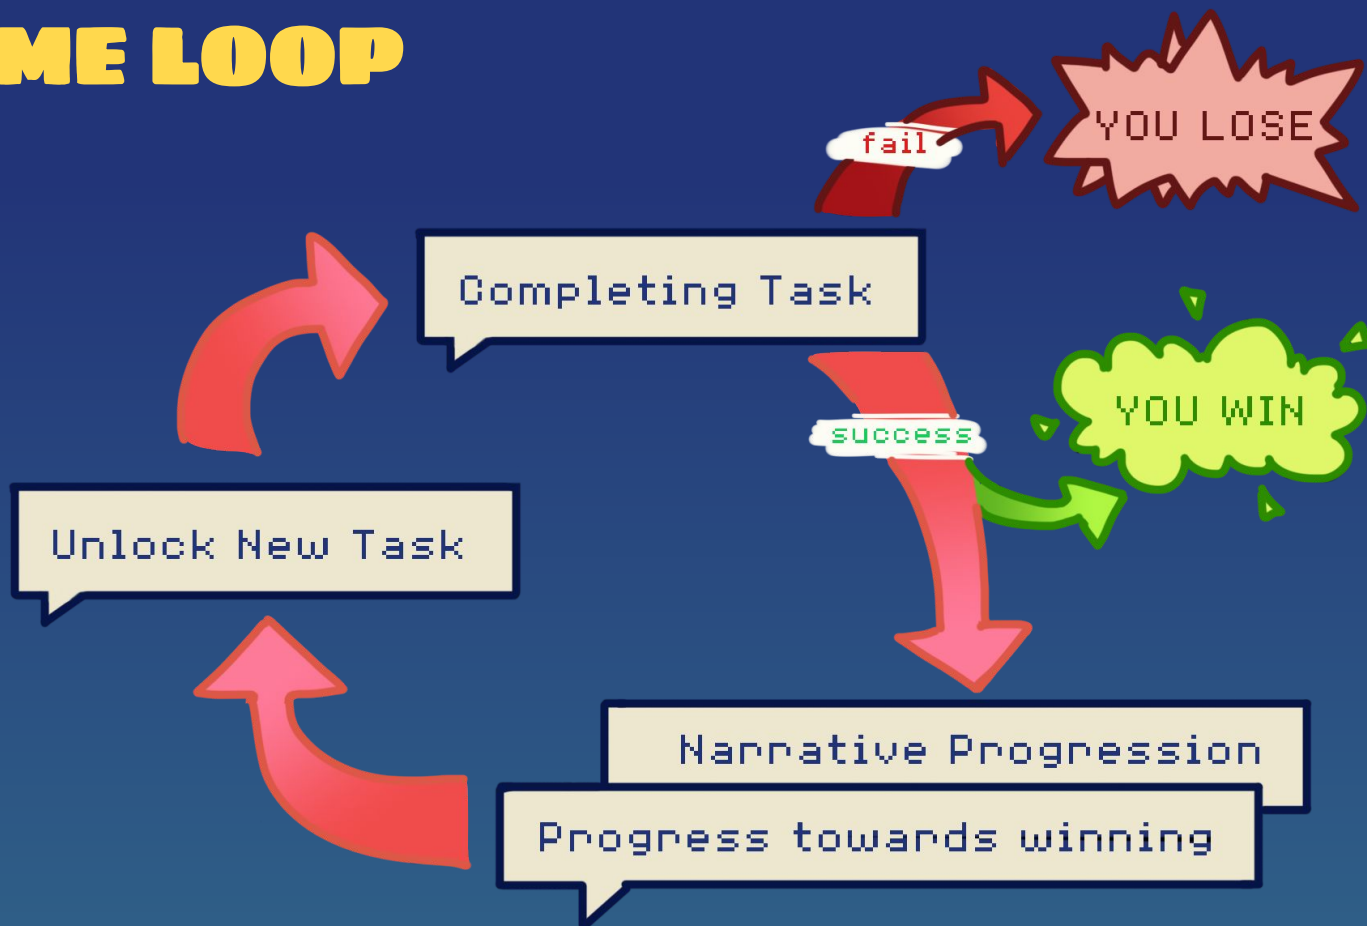 ME LOOP
fail
YOU LOSE
Completing Task
YOU WIN
success
Unlock New Task
Narrative Progression
Progress towards winning